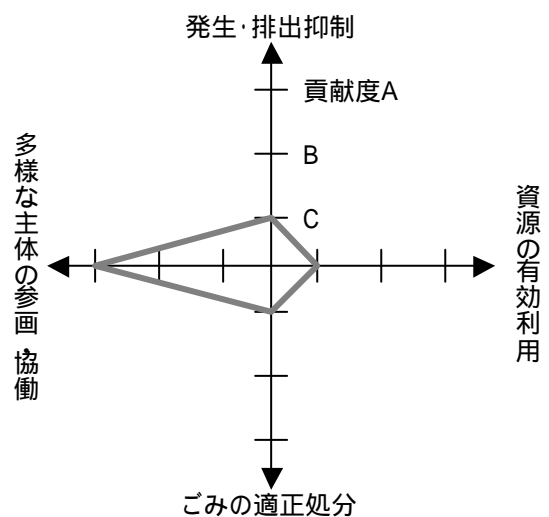 発生・排出抑制
貢献度A
B
C
多様な主体の参画・協働
資源の有効利用
ごみの適正処分